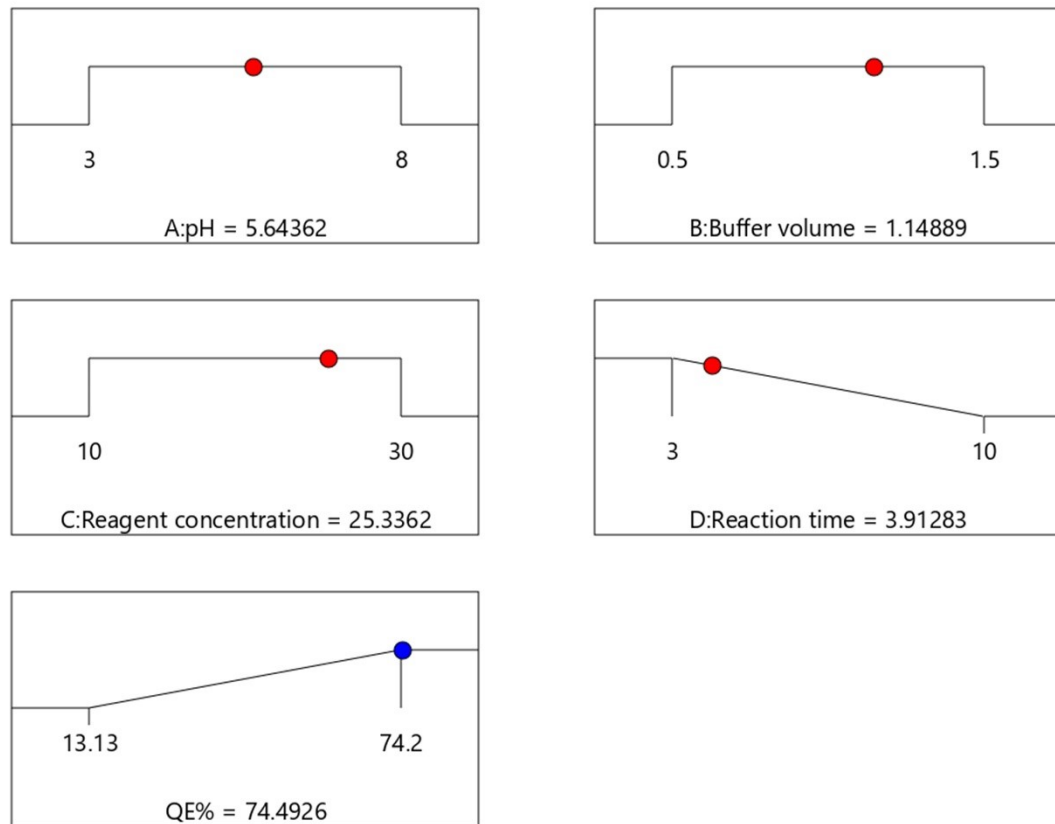 3 8
A:pH = 5.64362
0.5 1.5
B:Buffer volume = 1.14889
10 30
C:Reagent concentration = 25.3362
3 10
D:Reaction time = 3.91283
13.13 74.2
QE% = 74.4926